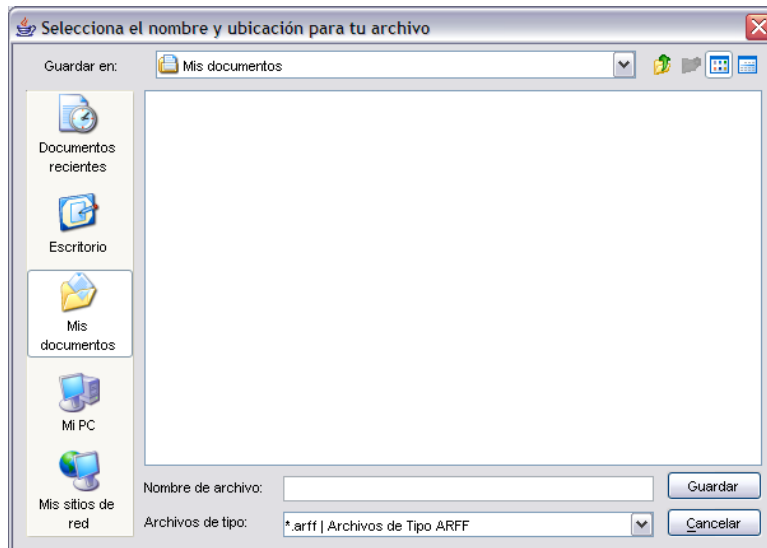 Selecciona el nombre y ubicación para tu archivo
Guardar en:
Mis documentos
Documentos
recientes
Escritorio
Mis
documentos
Mi PC
Mis sitios de
red
Nombre de archivo:
Guardar
Archivos de tipo:
*.arff | Archivos de Tipo ARFF
Cancelar